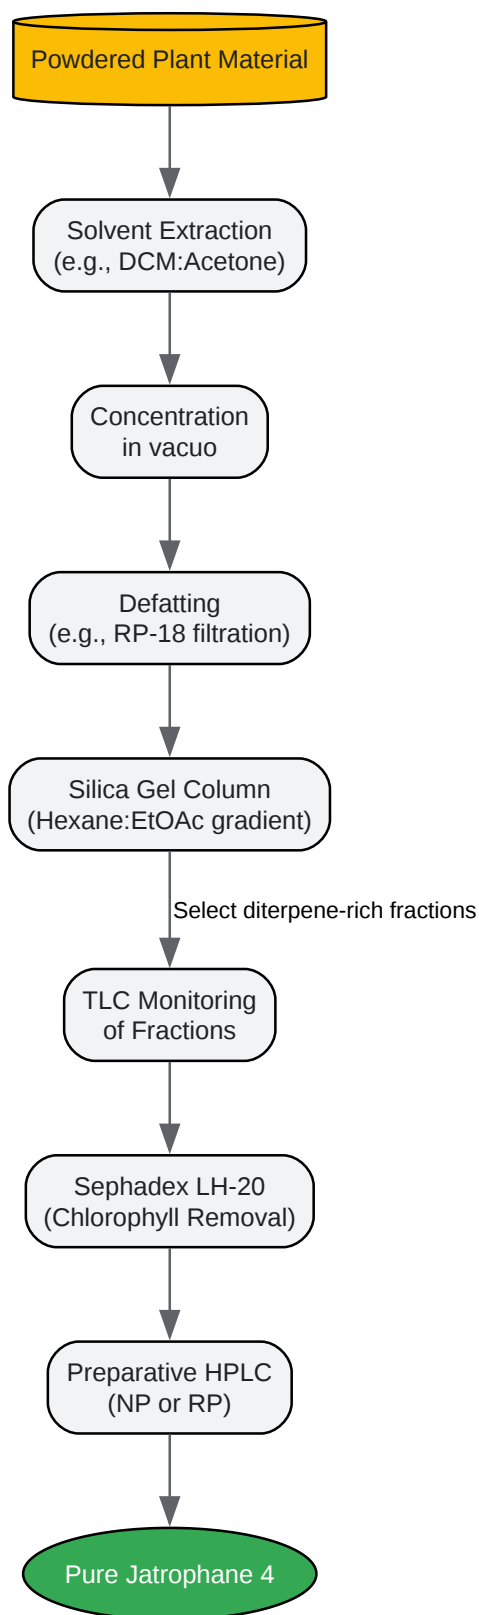 Powdered Plant Material
Solvent Extraction
(e.g., DCM:Acetone)
Concentration
in vacuo
Defatting
(e.g., RP-18 filtration)
Silica Gel Column
(Hexane:EtOAc gradient)
Select diterpene-rich fractions
TLC Monitoring
of Fractions
Sephadex LH-20
(Chlorophyll Removal)
Preparative HPLC
(NP or RP)
Pure Jatrophane 4